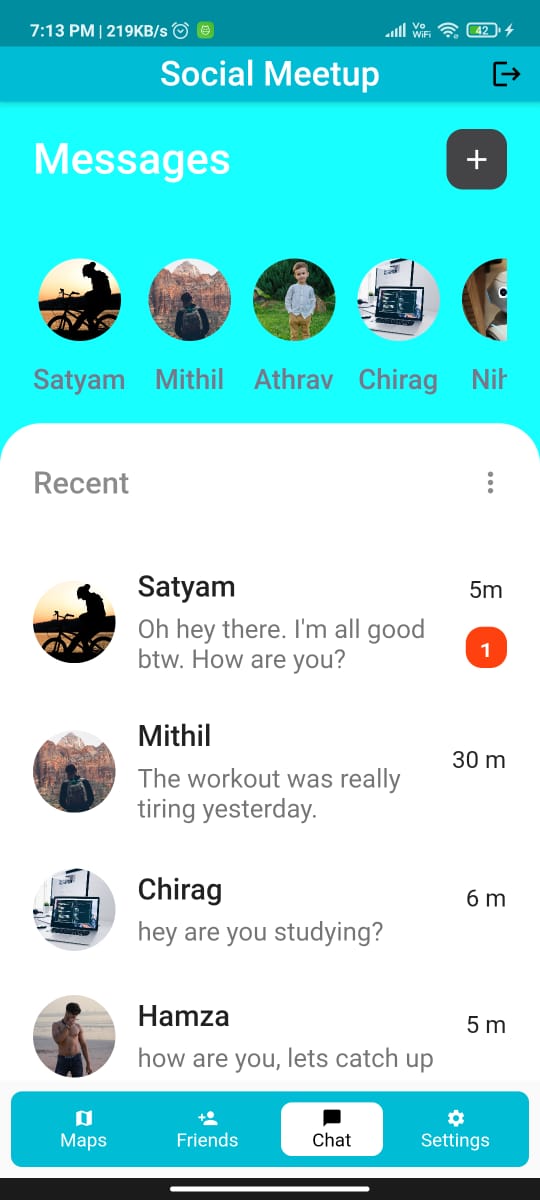 7:13 PM | 219KB/s
Vo
WiFi
42
Social Meetup
Messages
+
Satyam Mithil Athrav Chirag Nih
Recent
Satyam
5m
Oh hey there. I'm all good
btw. How are you?
1
Mithil
30 m
The workout was really
tiring yesterday.
Chirag
6 m
hey are you studying?
Hamza
5 m
how are you, lets catch up
Maps Friends Chat Settings